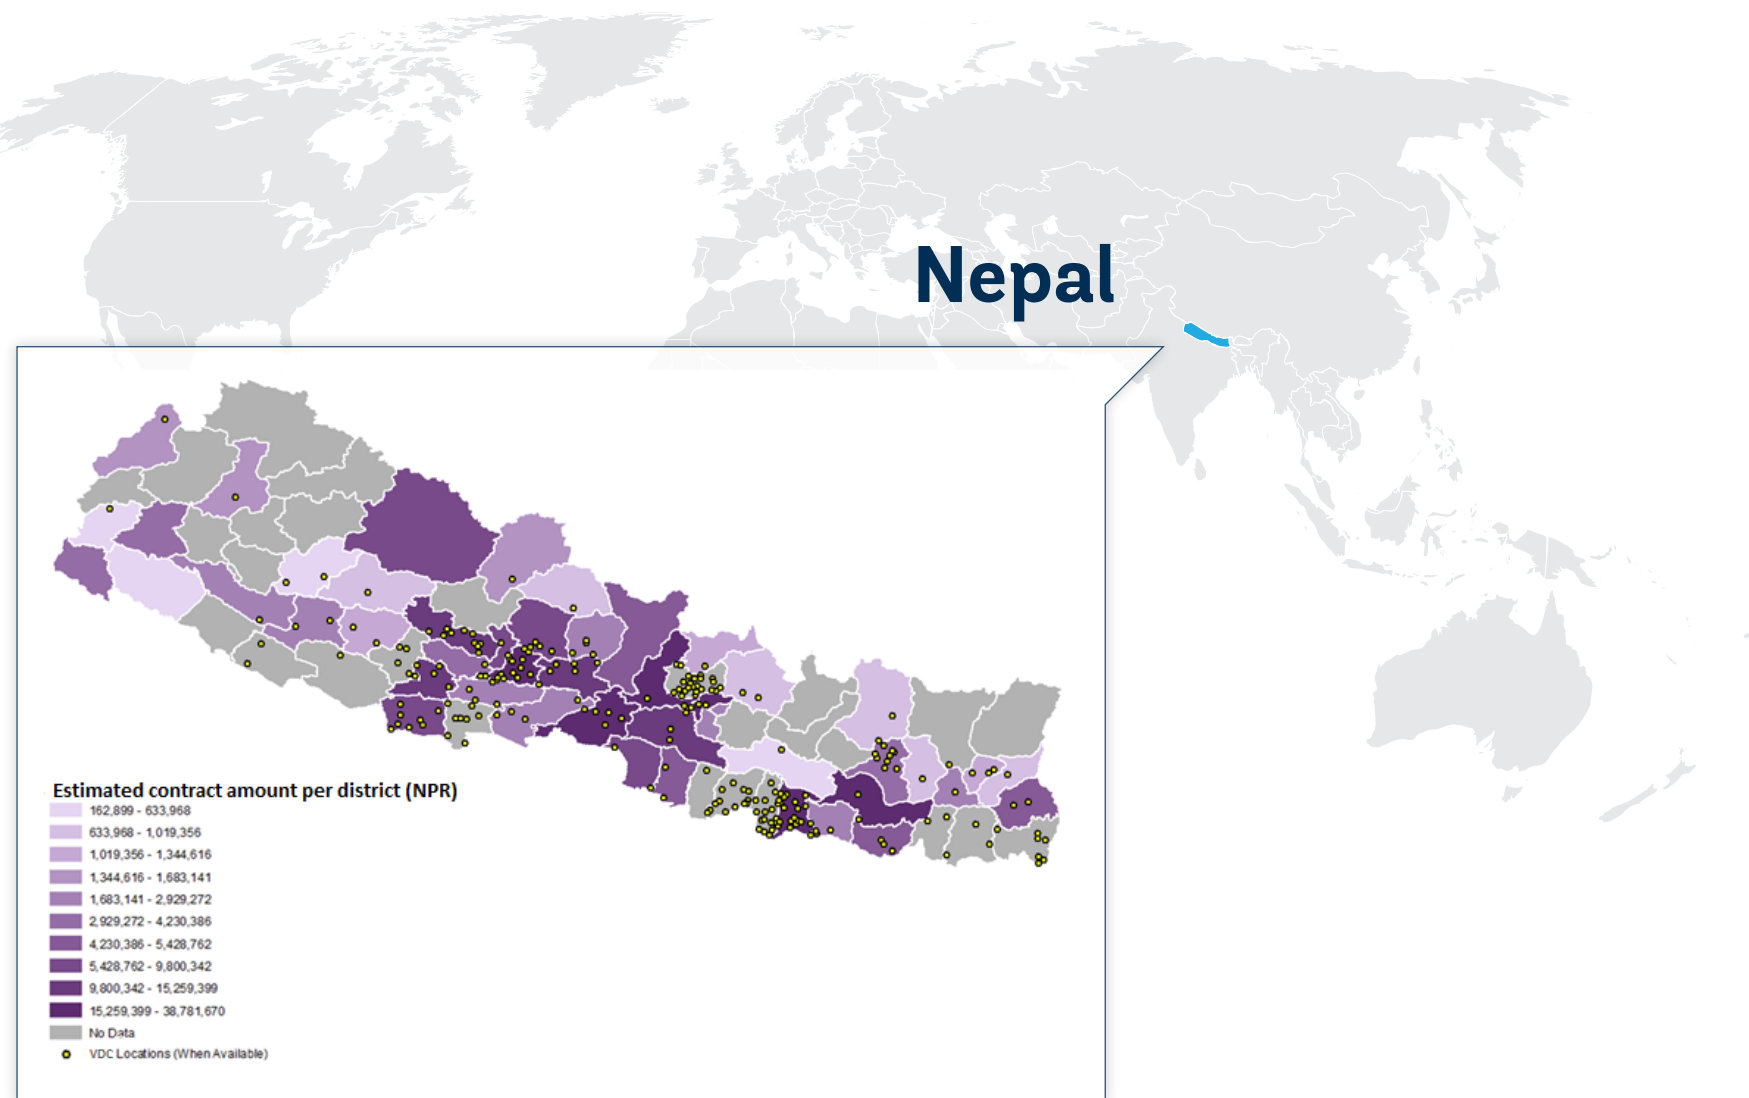 Nepal
Estimated contract amount per district (NPR)
162,899 - 633,968
633,968 - 1,019,356
1,019,356 - 1,344,616
1,344,616 - 1,683,141
1,683,141 - 2,929,272
2,929,272 - 4,230,386
4,230,386 - 5,428,762
5,428,762 - 9,800,342
9,800,342 - 15,259,399
15,259,399 - 38,781,670
No Data
VDC Locations (When Available)